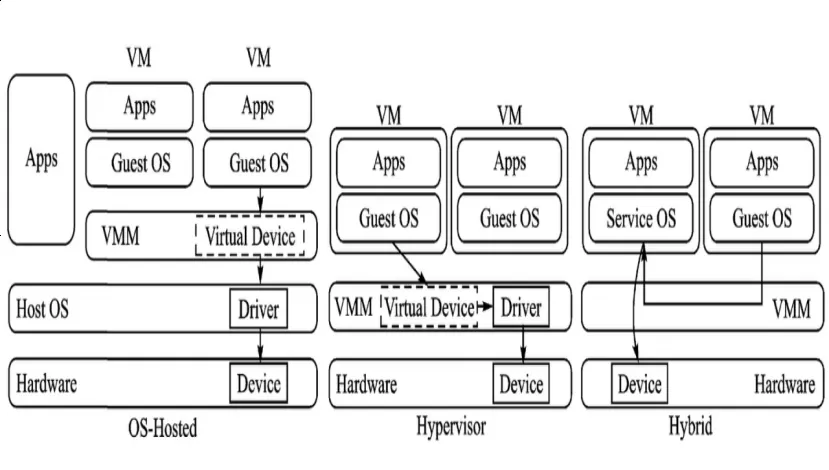 VM
VM
Apps
Apps
Apps
Guest OS
Guest OS
VMM
Virtual Device
Host OS
Driver
Hardware
Device
OS-Hosted
VM
VM
Apps
Apps
Guest OS
Guest OS
VMM
Virtual Device
Driver
Hardware
Device
Hypervisor
VM
VM
Apps
Apps
Service OS
Guest OS
VMM
Device
Hardware
Hybrid